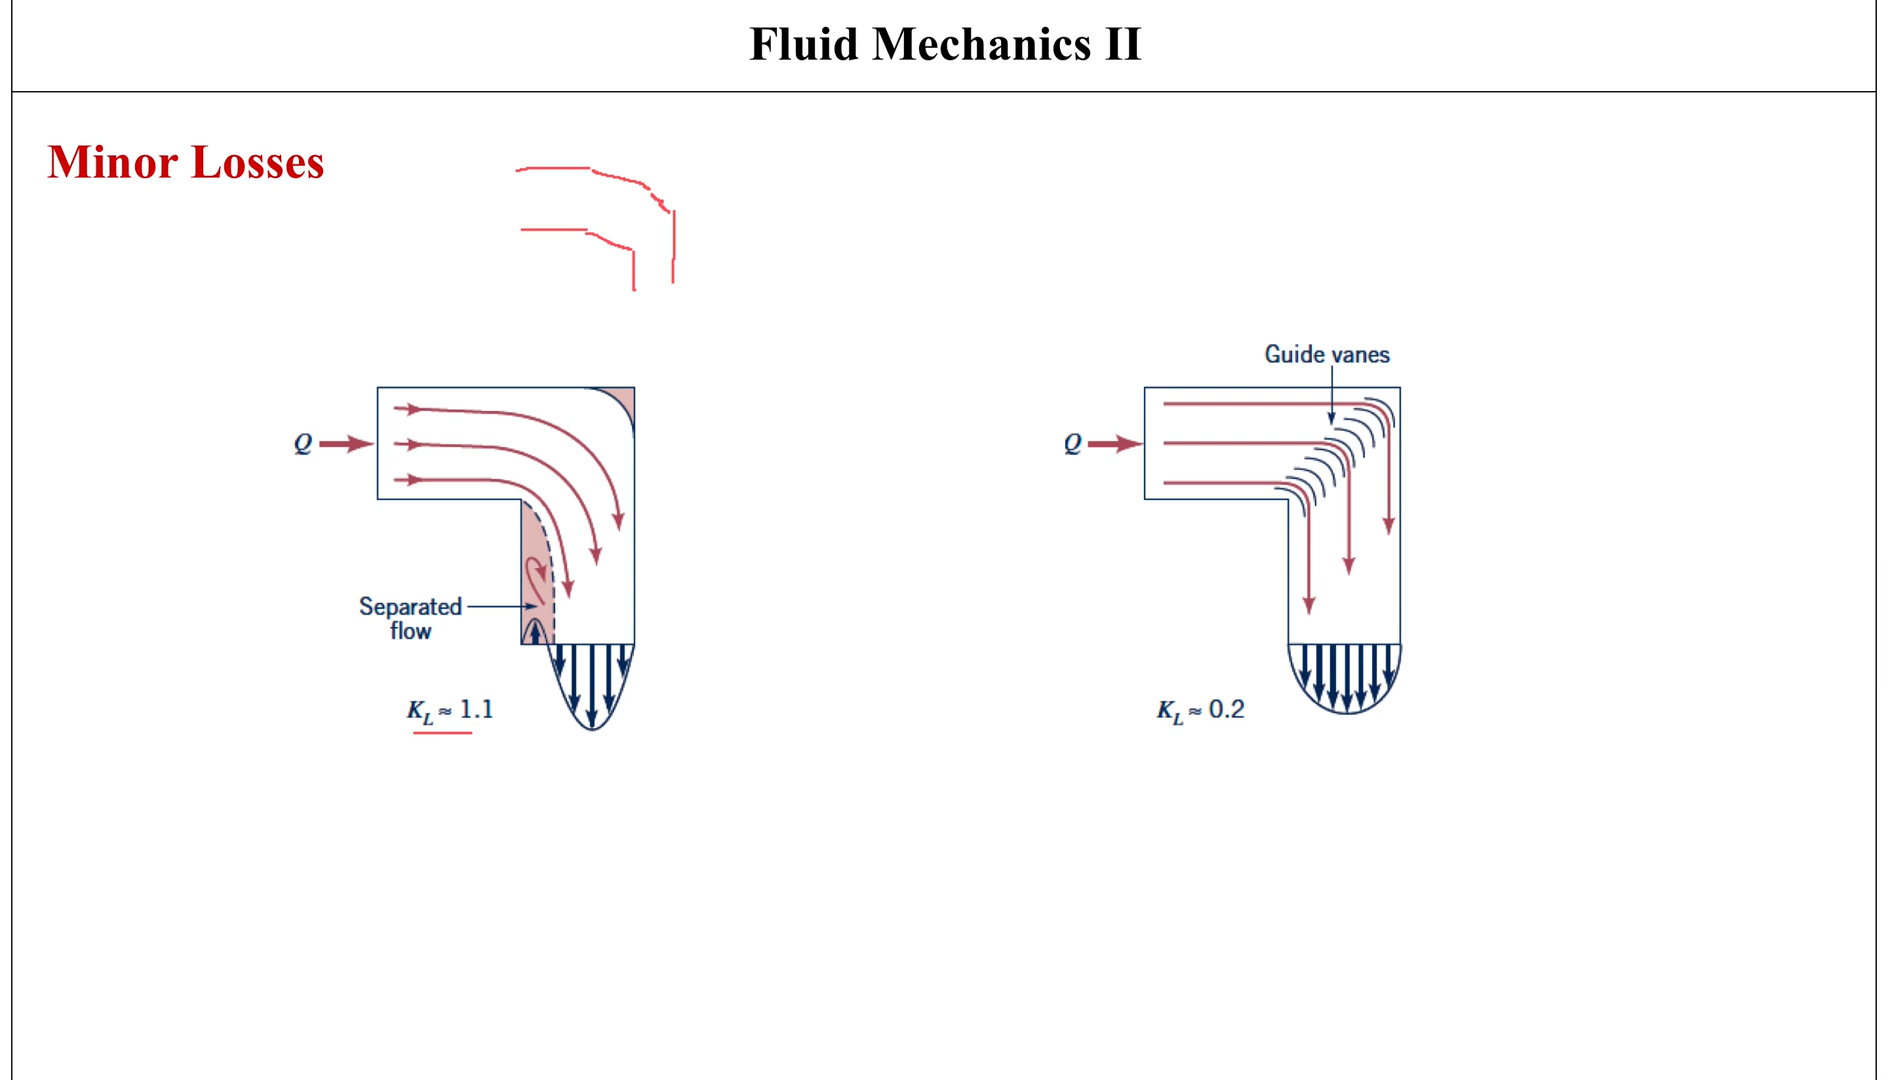 Fluid Mechanics II
Minor Losses
Guide vanes
Q
Q
Separated
flow
K_L ≈ 1.1
K_L ≈ 0.2